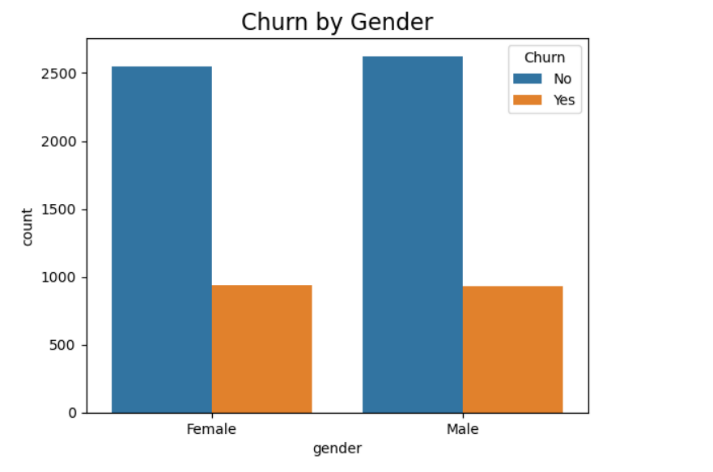 Churn by Gender
Churn
No
Yes
2500
2000
1500
1000
500
0
count
Female Male
gender